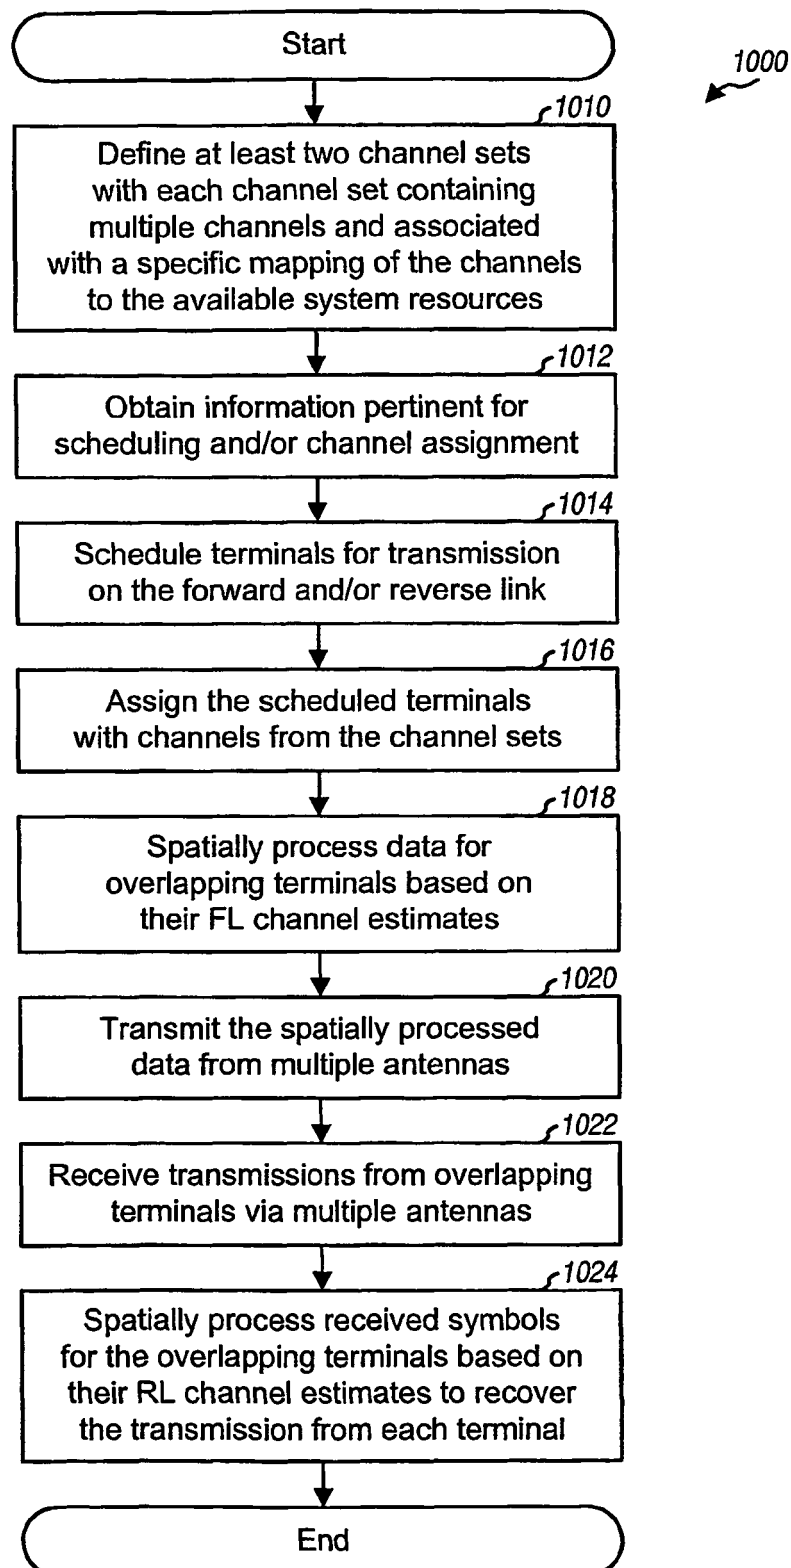 Start
1000
1010
Define at least two channel sets
with each channel set containing
multiple channels and associated
with a specific mapping of the channels
to the available system resources
1012
Obtain information pertinent for
scheduling and/or channel assignment
1014
Schedule terminals for transmission
on the forward and/or reverse link
1016
Assign the scheduled terminals
with channels from the channel sets
1018
Spatially process data for
overlapping terminals based on
their FL channel estimates
1020
Transmit the spatially processed
data from multiple antennas
1022
Receive transmissions from overlapping
terminals via multiple antennas
1024
Spatially process received symbols
for the overlapping terminals based on
their RL channel estimates to recover
the transmission from each terminal
End